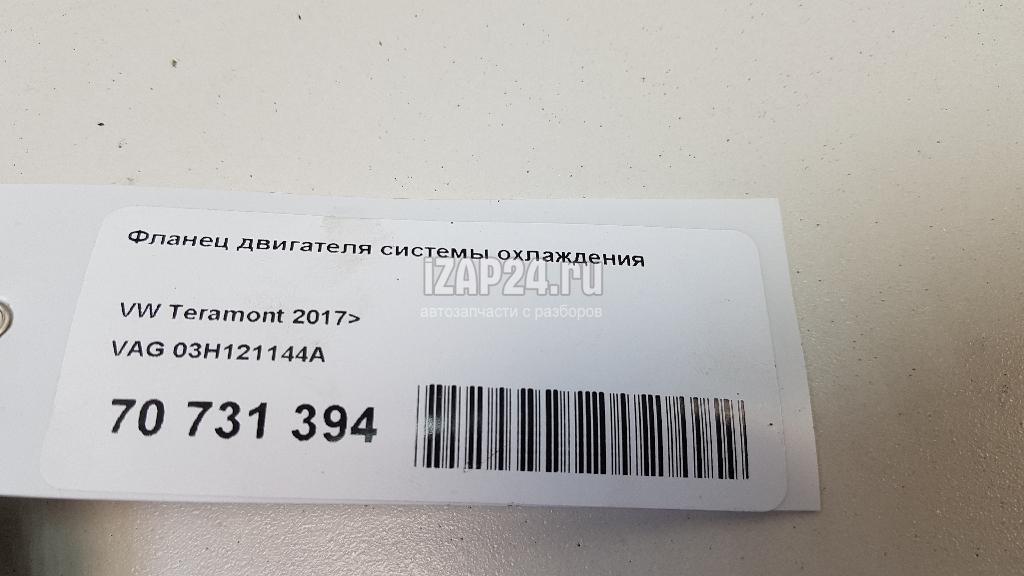 Фланец двигателя системы охлаждения
iZAP24.ru
VW Teramont 2017>
автозапчасти с разборов
VAG 03H121144A
70 731 394